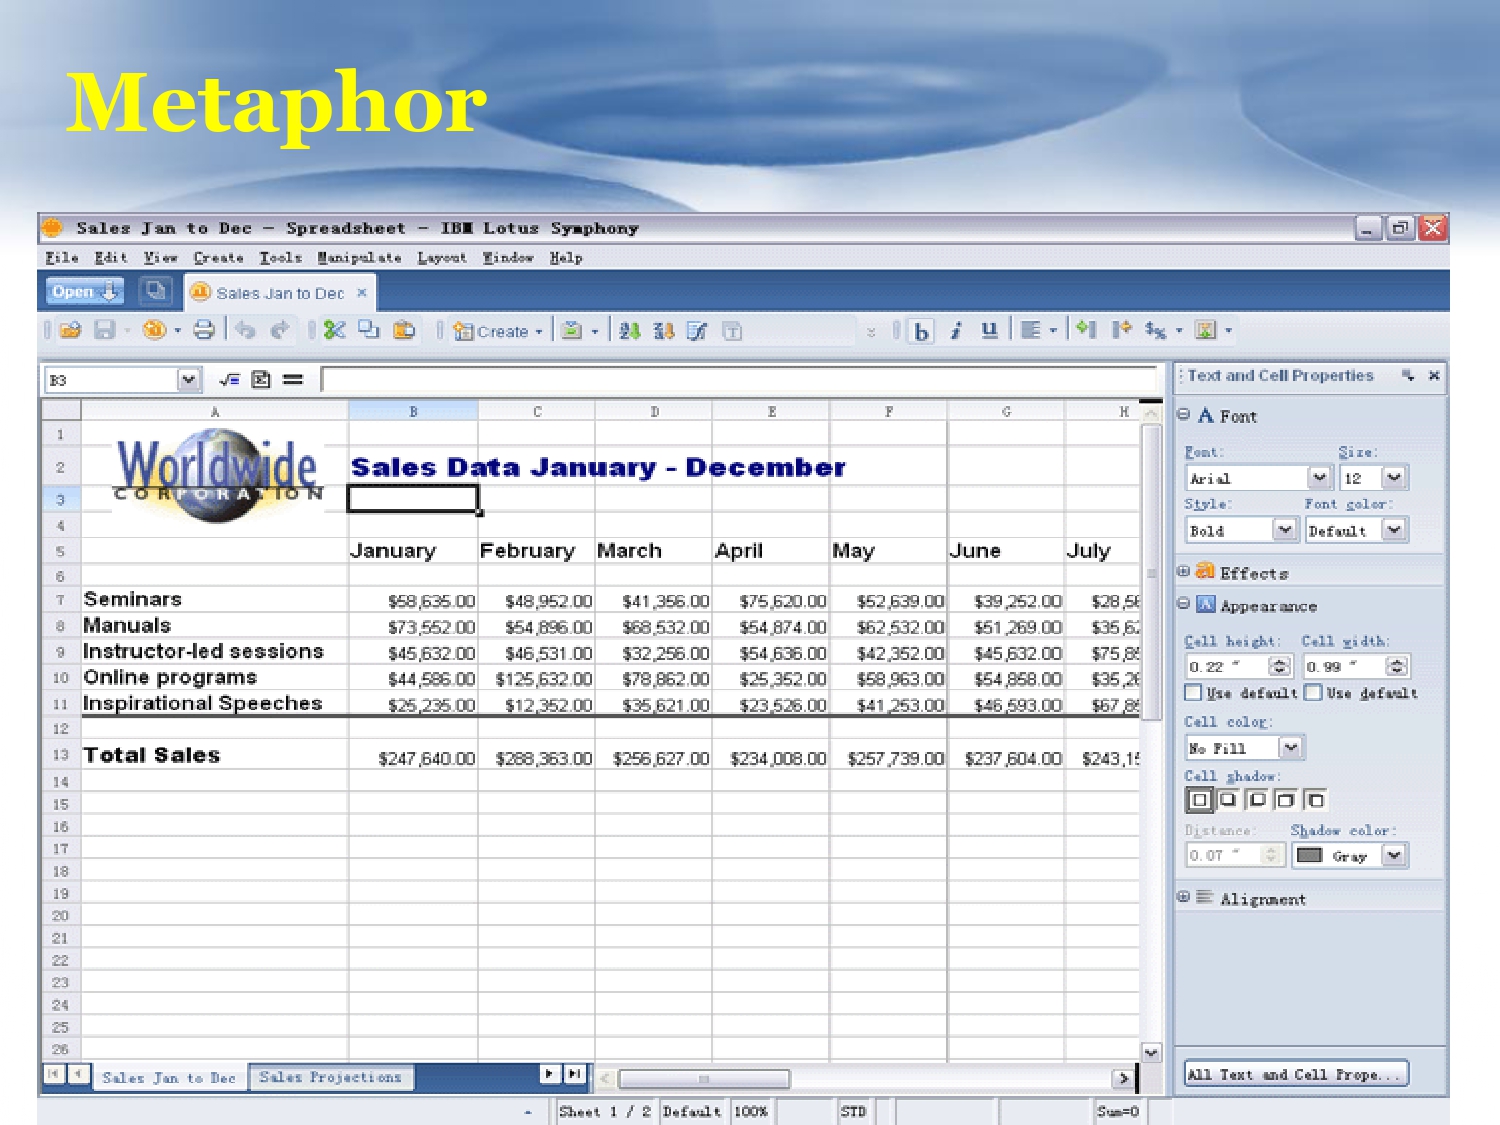 Metaphor
Sales Jan to Dec - Spreadsheet - IBM Lotus Symphony
File Edit View Create Tools Manipulate Layout Window Help
Open Sales Jan to Dec
Create b i u $%
B3 Text and Cell Properties
A B C D E F G H
Font
1
Worldwide
CORPORATION
2 Sales Data January - December
Font: Size:
Arial 12
3
Style: Font color:
4
Bold Default
5 January February March April May June July
6
Effects
7 Seminars $58,635.00 $48,952.00 $41,356.00 $75,620.00 $52,639.00 $39,252.00 $28,56
Appearance
8 Manuals $73,552.00 $54,896.00 $68,532.00 $54,874.00 $62,532.00 $51,269.00 $35,62
Cell height: Cell width:
9 Instructor-led sessions $45,632.00 $46,531.00 $32,256.00 $54,636.00 $42,352.00 $45,632.00 $75,85
0.22 " 0.99 "
10 Online programs $44,586.00 $125,632.00 $78,862.00 $25,352.00 $58,963.00 $54,858.00 $35,26
Use default Use default
11 Inspirational Speeches $25,235.00 $12,352.00 $35,621.00 $23,526.00 $41,253.00 $46,593.00 $67,85
Cell color:
12
No Fill
13 Total Sales $247,640.00 $288,363.00 $256,627.00 $234,008.00 $257,739.00 $237,604.00 $243,15
Cell shadow:
14
15
16
Distance: Shadow color:
17
0.07 " Gray
18
19
Alignment
20
21
22
23
24
25
26
Sales Jan to Dec Sales Projections
All Text and Cell Prope...
Sheet 1 / 2 Default 100% STD Sum=0